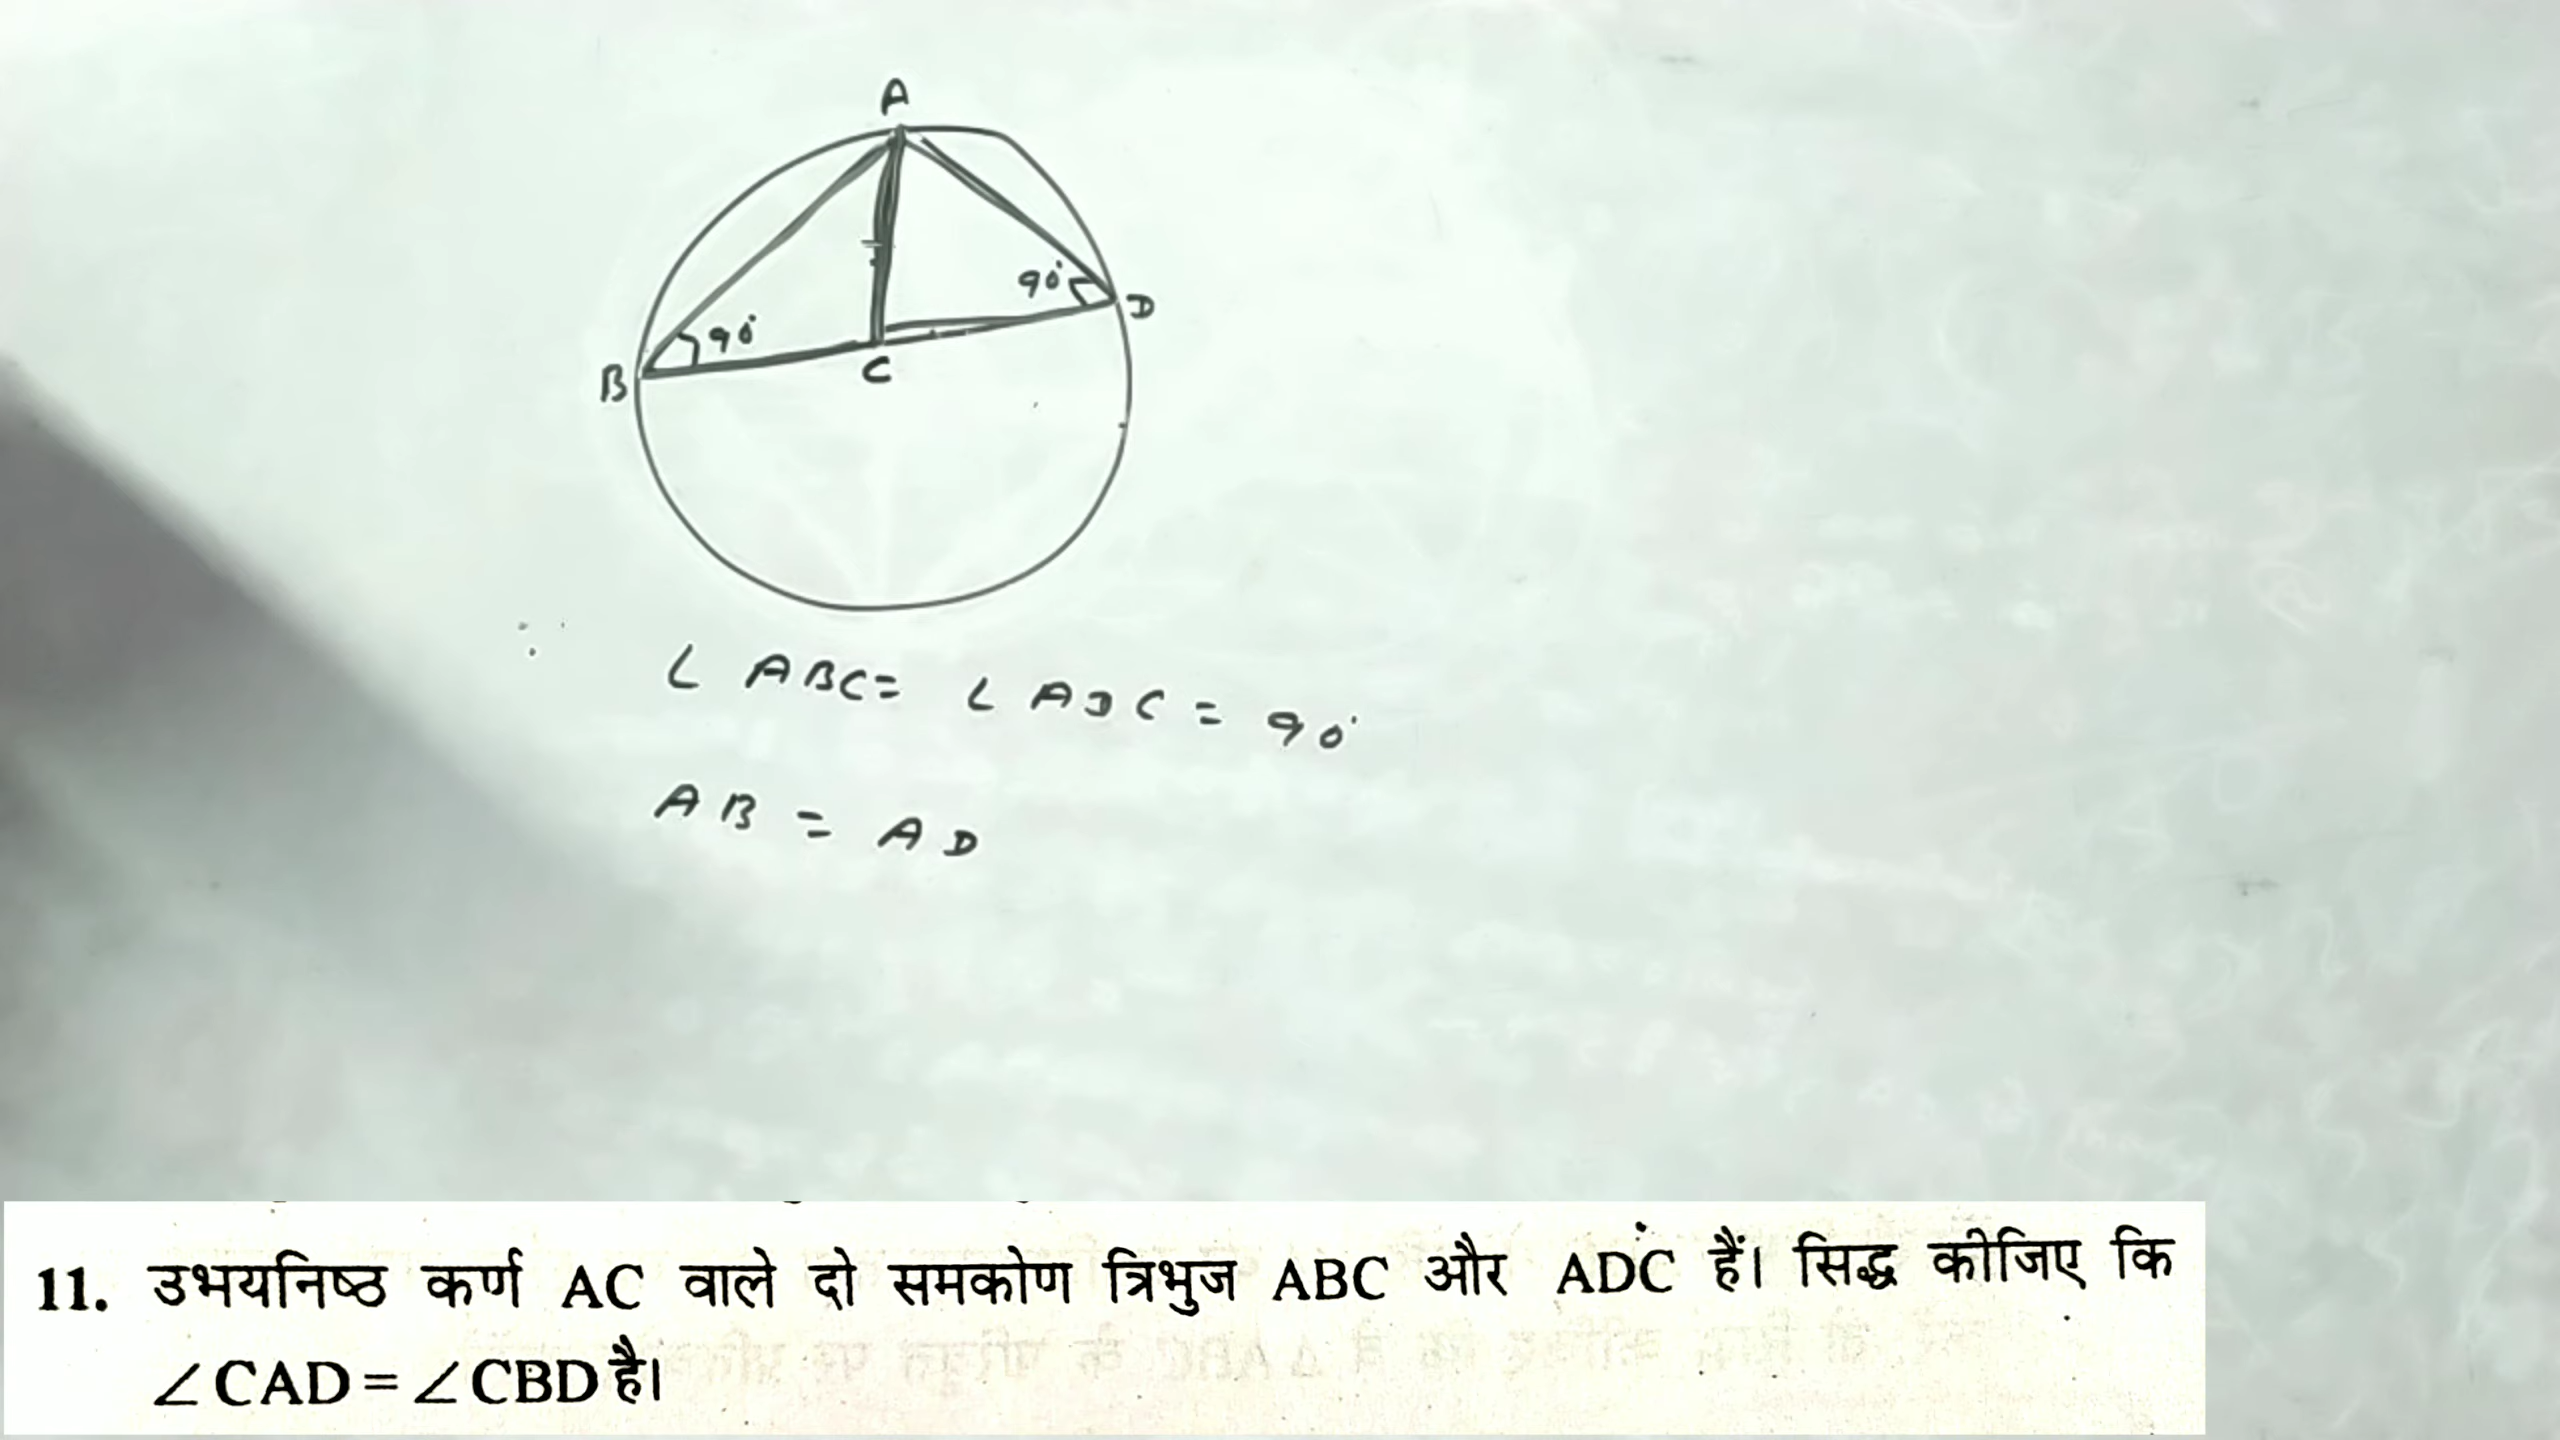 A
90°
90°
D
B
C
∠ ABC = ∠ ADC = 90°
AB = AD
11. उभयनिष्ठ कर्ण AC वाले दो समकोण त्रिभुज ABC और ADC हैं। सिद्ध कीजिए कि
∠CAD = ∠CBD है।